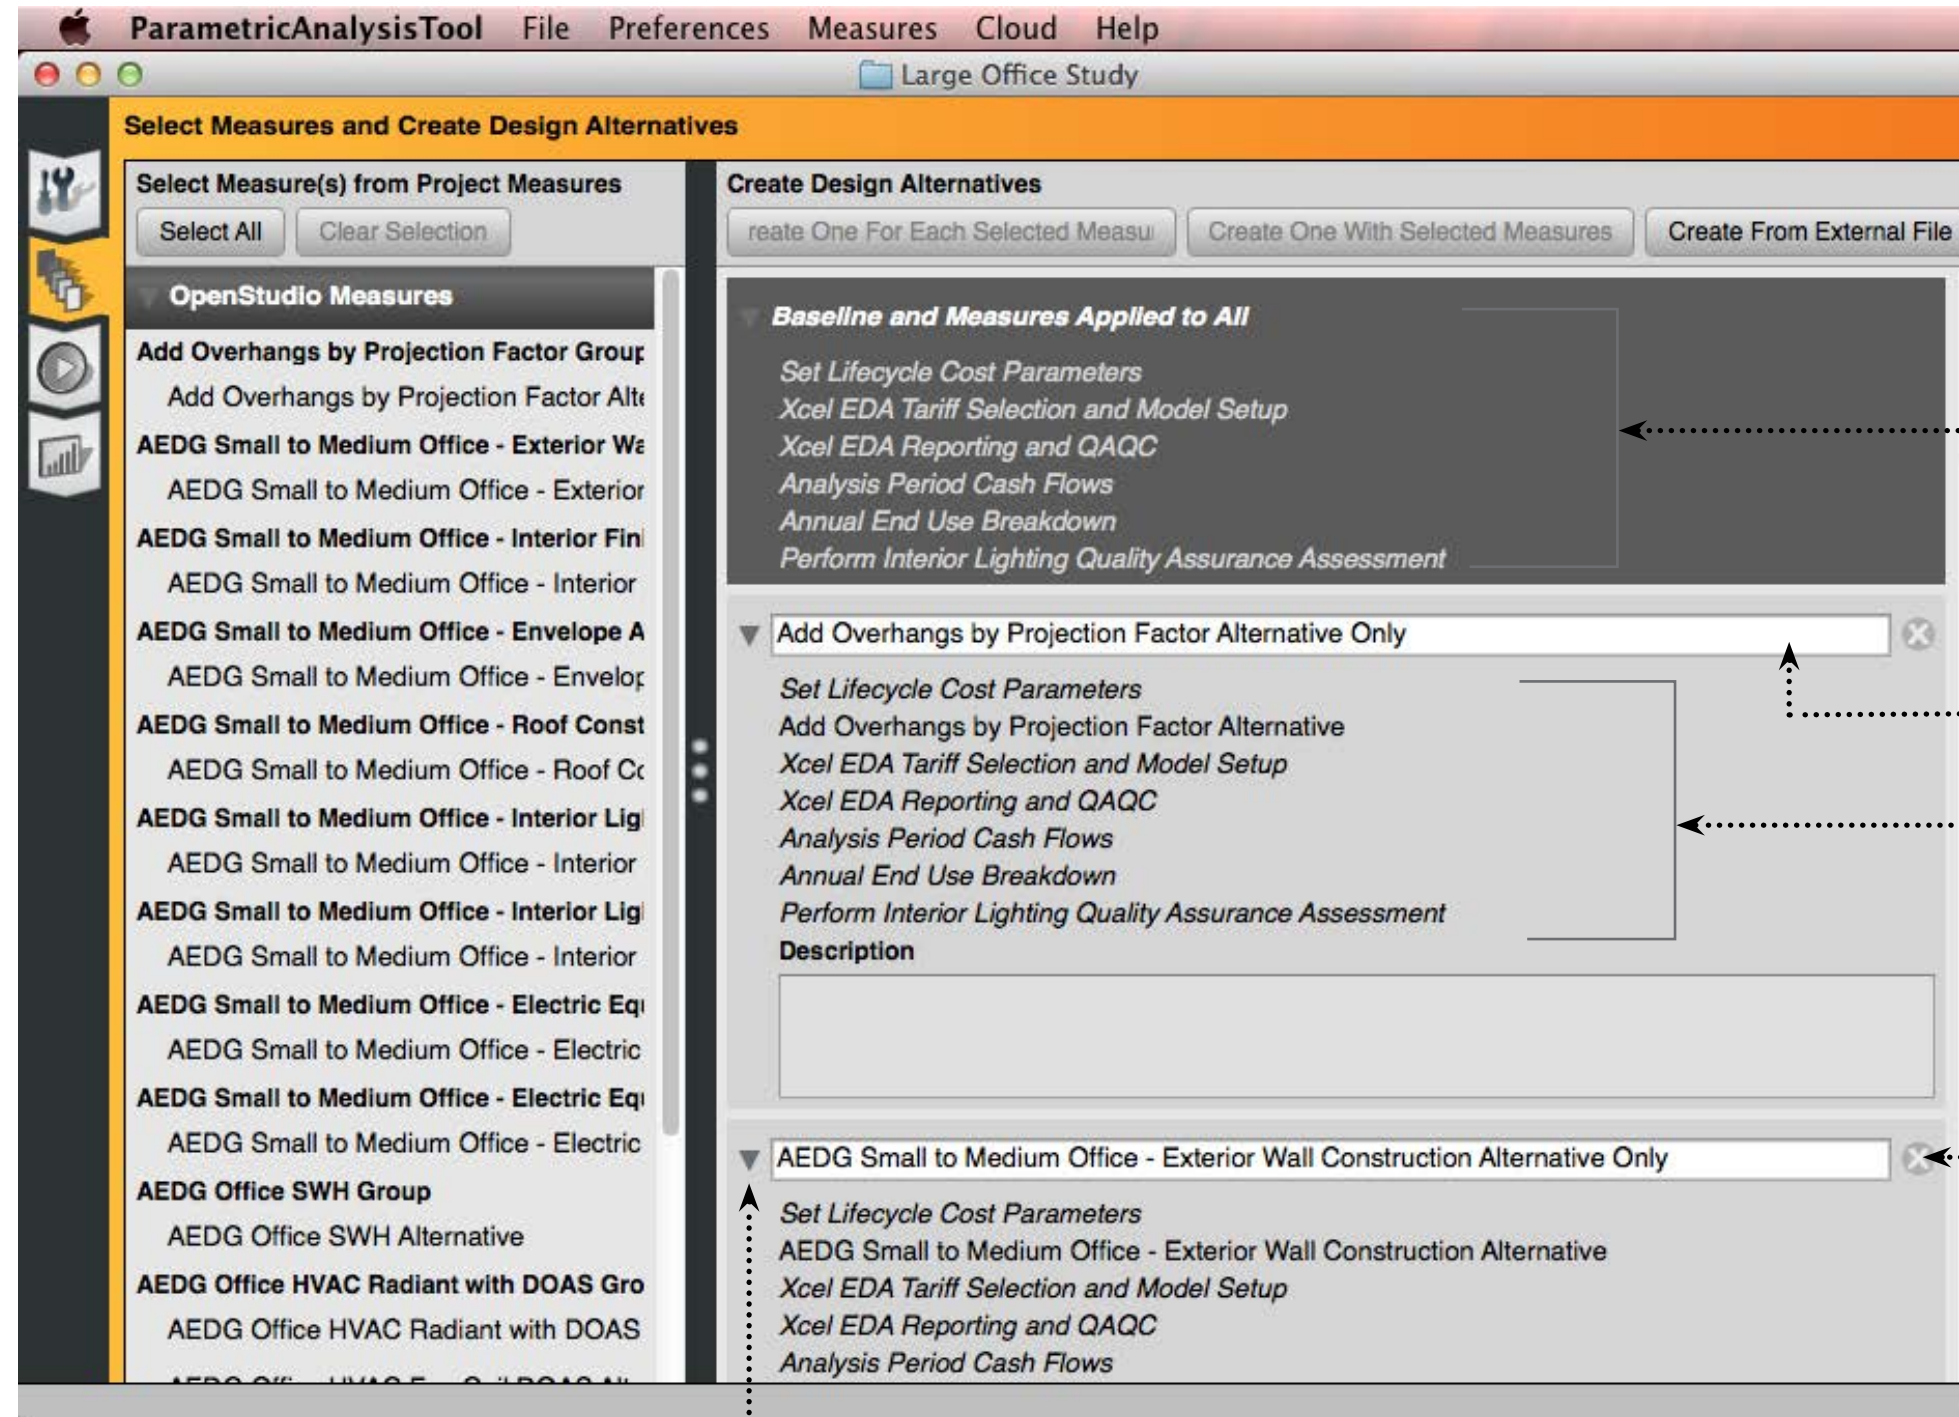 ParametricAnalysisTool File Preferences Measures Cloud Help
Large Office Study
Select Measures and Create Design Alternatives
Select Measure(s) from Project Measures
Select All Clear Selection
OpenStudio Measures
Add Overhangs by Projection Factor Group
Add Overhangs by Projection Factor Alte
AEDG Small to Medium Office - Exterior Wa
AEDG Small to Medium Office - Exterior
AEDG Small to Medium Office - Interior Fini
AEDG Small to Medium Office - Interior
AEDG Small to Medium Office - Envelope A
AEDG Small to Medium Office - Envelop
AEDG Small to Medium Office - Roof Const
AEDG Small to Medium Office - Roof Co
AEDG Small to Medium Office - Interior Lig
AEDG Small to Medium Office - Interior
AEDG Small to Medium Office - Interior Lig
AEDG Small to Medium Office - Interior
AEDG Small to Medium Office - Electric Equ
AEDG Small to Medium Office - Electric
AEDG Small to Medium Office - Electric Equ
AEDG Small to Medium Office - Electric
AEDG Office SWH Group
AEDG Office SWH Alternative
AEDG Office HVAC Radiant with DOAS Gro
AEDG Office HVAC Radiant with DOAS
Create Design Alternatives
reate One For Each Selected Measu Create One With Selected Measures Create From External File
Baseline and Measures Applied to All
Set Lifecycle Cost Parameters
Xcel EDA Tariff Selection and Model Setup
Xcel EDA Reporting and QAQC
Analysis Period Cash Flows
Annual End Use Breakdown
Perform Interior Lighting Quality Assurance Assessment
Add Overhangs by Projection Factor Alternative Only
Set Lifecycle Cost Parameters
Add Overhangs by Projection Factor Alternative
Xcel EDA Tariff Selection and Model Setup
Xcel EDA Reporting and QAQC
Analysis Period Cash Flows
Annual End Use Breakdown
Perform Interior Lighting Quality Assurance Assessment
Description
AEDG Small to Medium Office - Exterior Wall Construction Alternative Only
Set Lifecycle Cost Parameters
AEDG Small to Medium Office - Exterior Wall Construction Alternative
Xcel EDA Tariff Selection and Model Setup
Xcel EDA Reporting and QAQC
Analysis Period Cash Flows